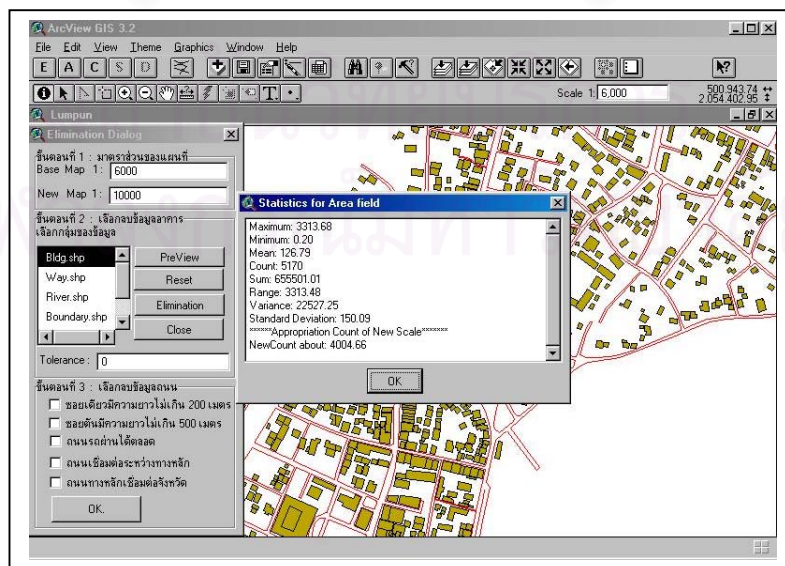 ArcView GIS 3.2
File Edit View Theme Graphics Window Help
E A C S D
Scale 1: 6,000
500,943.74
2,054,402.95
Lumpun
Elimination Dialog
ขั้นตอนที่ 1 : มาตราส่วนของแผนที่
Base Map 1: 6000
New Map 1: 10000
ขั้นตอนที่ 2 : เลือกลบข้อมูลอาคาร
เลือกกลุ่มของข้อมูล
Bldg.shp
Way.shp
River.shp
Boundary.shp
PreView
Reset
Elimination
Close
Tolerance : 0
ขั้นตอนที่ 3 : เลือกลบข้อมูลถนน
ซอยเดียวมีความยาวไม่เกิน 200 เมตร
ซอยตันมีความยาวไม่เกิน 500 เมตร
ถนนรถผ่านได้ตลอด
ถนนเชื่อมต่อระหว่างทางหลัก
ถนนทางหลักเชื่อมต่อจังหวัด
OK.
Statistics for Area field
Maximum: 3313.68
Minimum: 0.20
Mean: 126.79
Count: 5170
Sum: 655501.01
Range: 3313.48
Variance: 22527.25
Standard Deviation: 150.09
******Appropriation Count of New Scale*******
NewCount about: 4004.66
OK